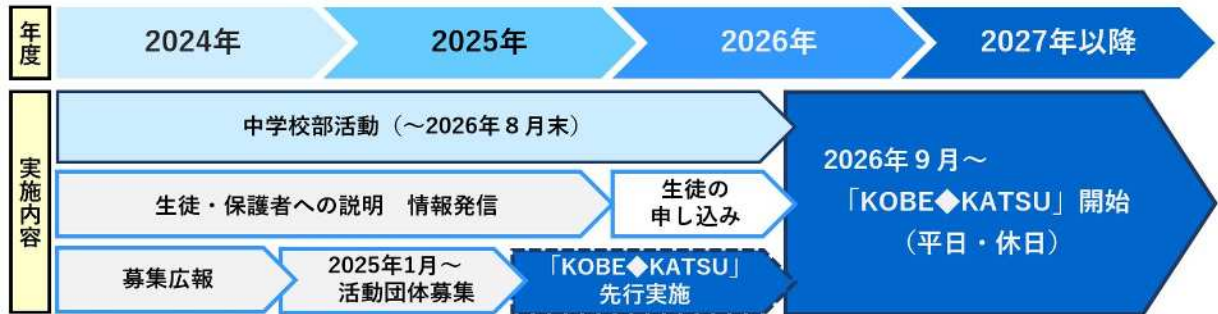 年度
2024年
2025年
2026年
2027年以降
実施内容
中学校部活動（～2026年８月末）
生徒・保護者への説明　情報発信
生徒の
申し込み
募集広報
2025年1月～
活動団体募集
「KOBE◆KATSU」
先行実施
2026年９月～
「KOBE◆KATSU」開始
（平日・休日）